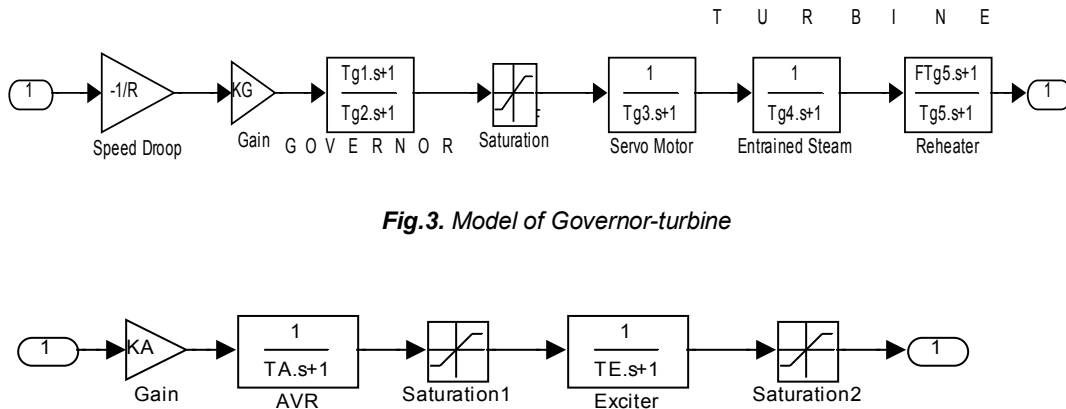 T U R B I N E
1
-1/R
KG
Tg1.s+1
Tg2.s+1
1
Tg3.s+1
1
Tg4.s+1
FTg5.s+1
Tg5.s+1
1
Speed Droop
Gain
G O V E R N O R
Saturation
Servo Motor
Entrained Steam
Reheater
Fig.3. Model of Governor-turbine
1
KA
1
TA.s+1
1
TE.s+1
1
Gain
AVR
Saturation1
Exciter
Saturation2